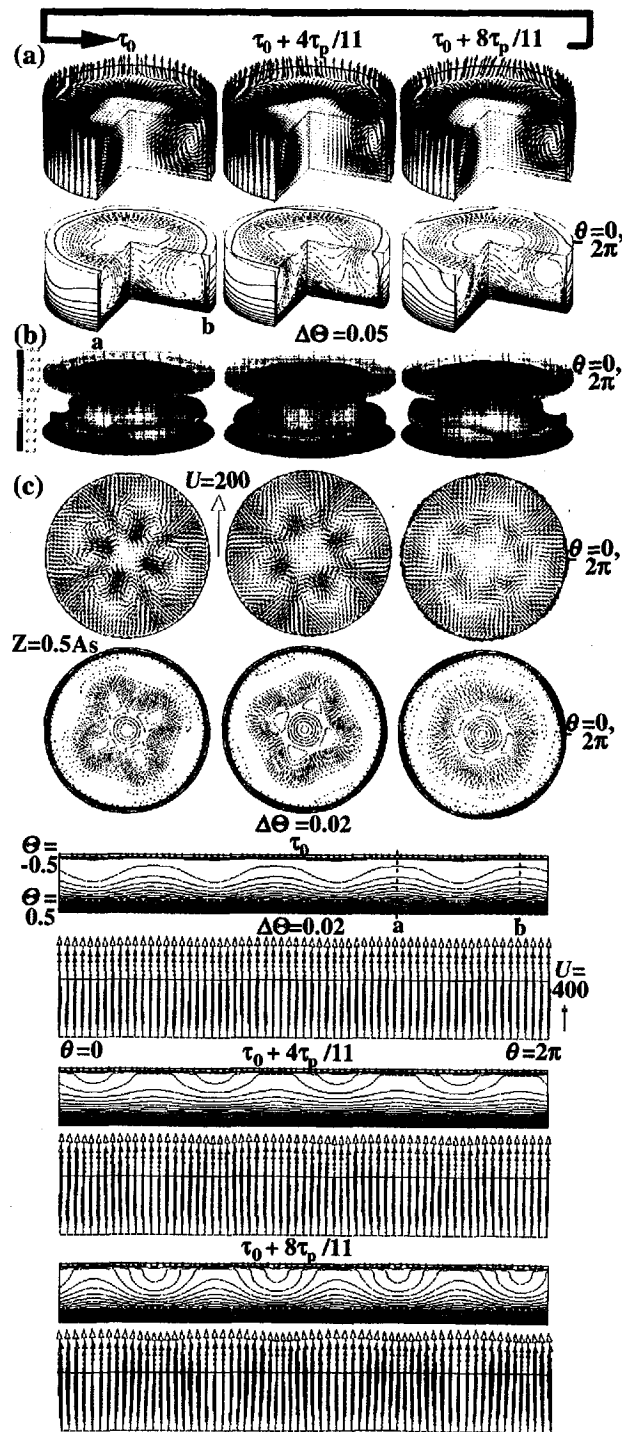 τ₀ τ₀ + 4τₚ/11 τ₀ + 8τₚ/11
(a)
θ=0,
2π
a b
(b) ΔΘ=0.05
θ=0,
2π
(c) U=200
θ=0,
2π
Z=0.5As
θ=0,
2π
ΔΘ=0.02
τ₀
Θ=
-0.5
Θ
0.5
ΔΘ=0.02 a b
U=
400
θ=0 τ₀ + 4τₚ/11 θ=2π
τ₀ + 8τₚ/11